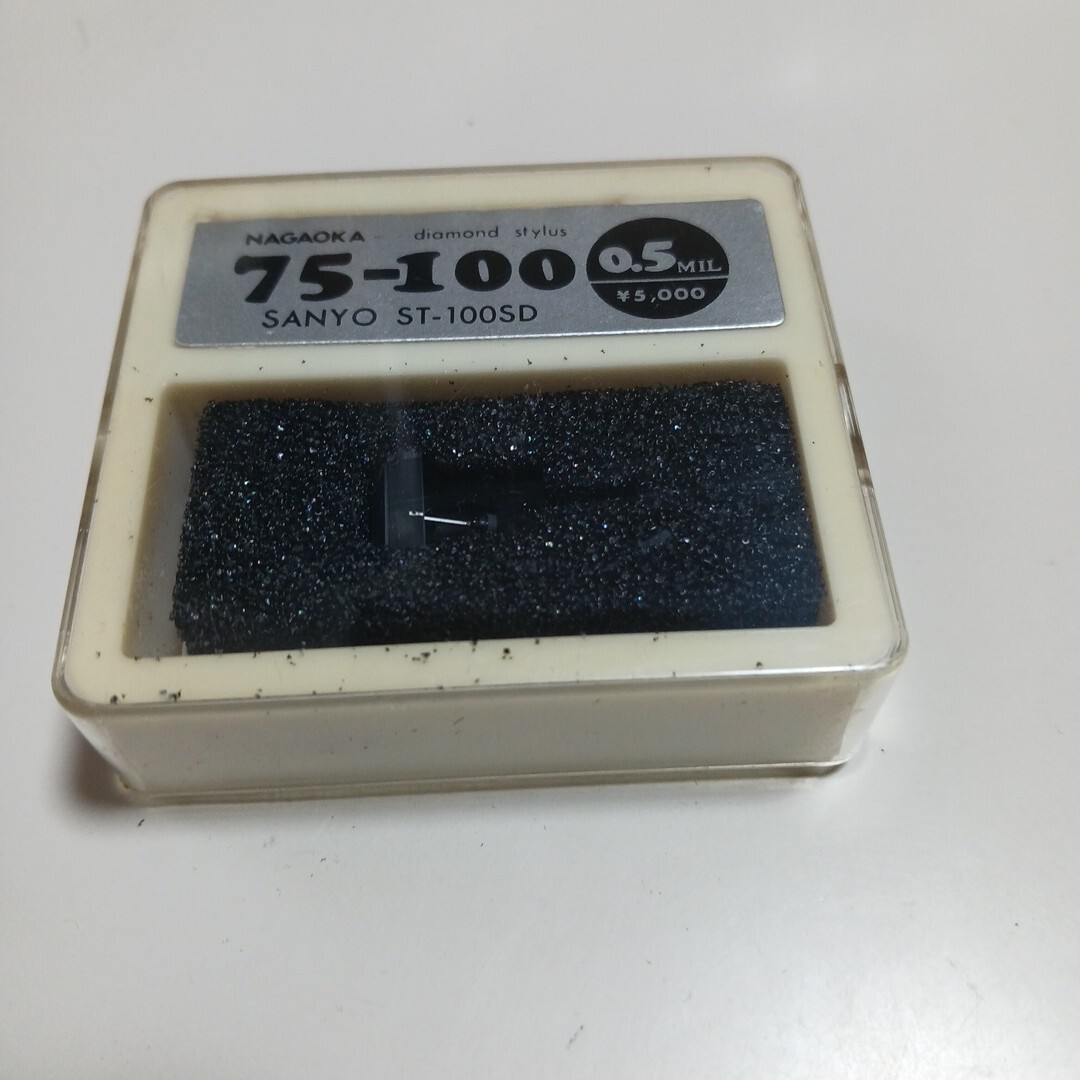 NAGAOKA diamond stylus
75-100
SANYO ST-100SD
0.5 MIL
¥5,000